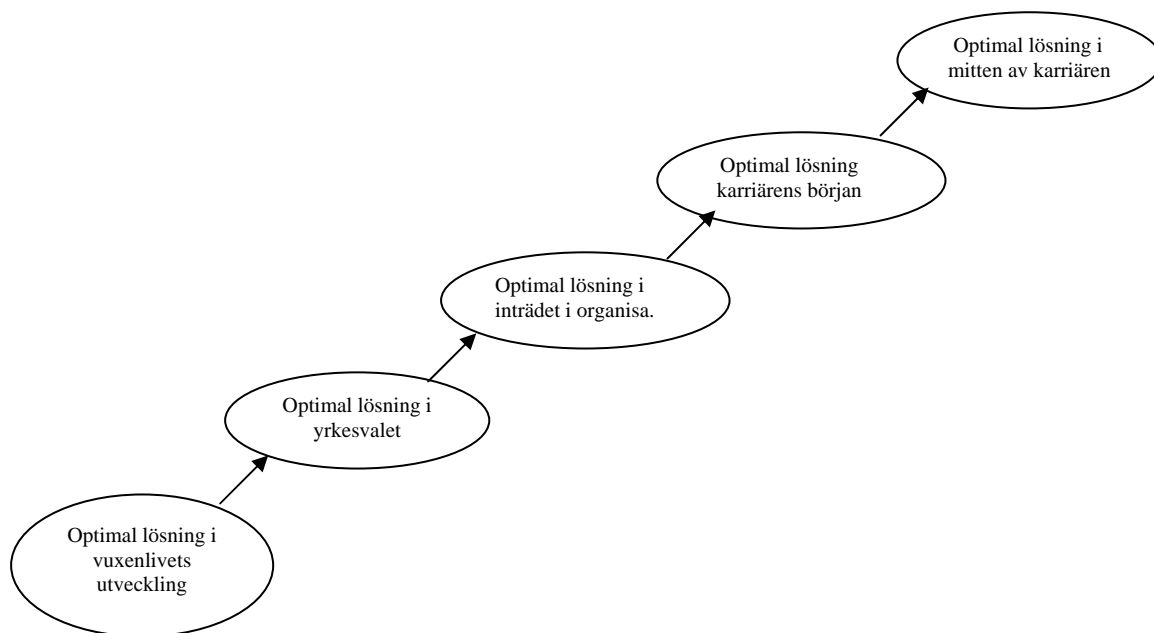 Optimal lösning i
mitten av karriären
Optimal lösning
karriärens början
Optimal lösning i
inträdet i organisa.
Optimal lösning i
yrkesvalet
Optimal lösning i
vuxenlivets
utveckling